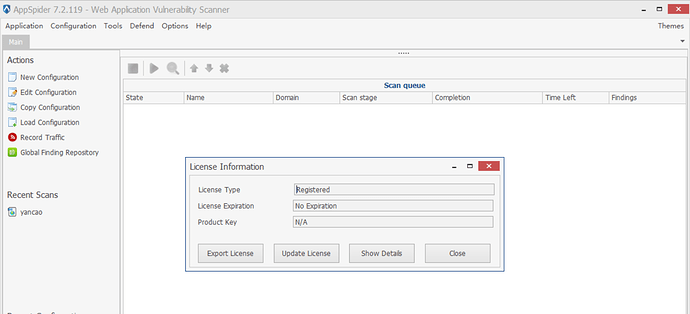 AppSpider 7.2.119 - Web Application Vulnerability Scanner
Application Configuration Tools Defend Options Help Themes
Main
Actions
New Configuration
Edit Configuration
Copy Configuration
Load Configuration
Record Traffic
Global Finding Repository
Recent Scans
yancao
Scan queue
State Name Domain Scan stage Completion Time Left Findings
License Information
License Type Registered
License Expiration No Expiration
Product Key N/A
Export License Update License Show Details Close